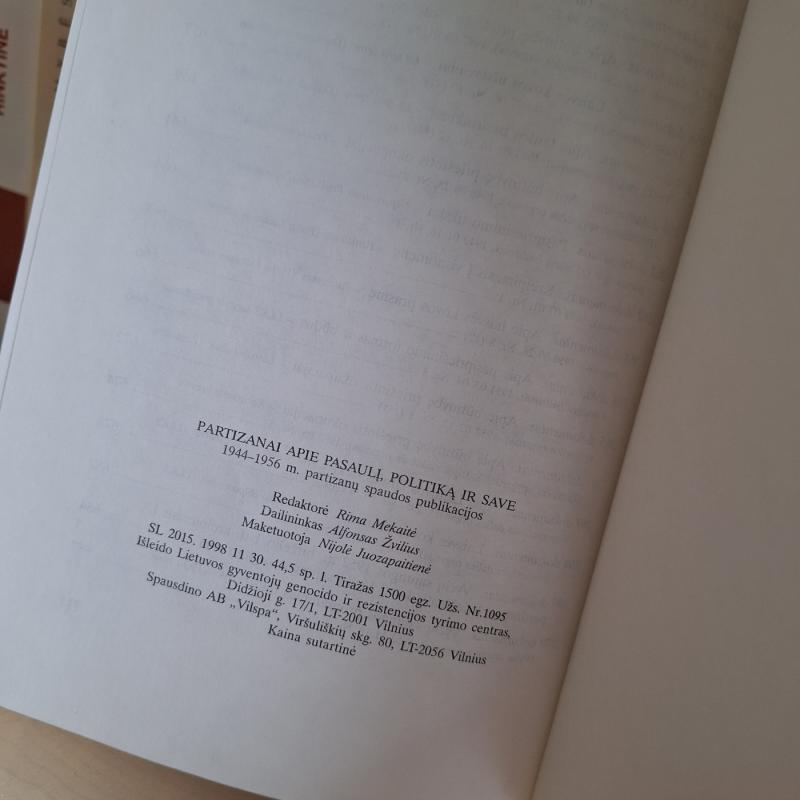 PARTIZANAI APIE PASAULĮ, POLITIKĄ IR SAVE
1944–1956 m. partizanų spaudos publikacijos
Redaktorė Rima Mekaitė
Dailininkas Alfonsas Žvilius
Maketuotoja Nijolė Juozapaitienė
SL 2015. 1998 11 30. 44,5 sp. l. Tiražas 1500 egz. Užs. Nr.1095
Išleido Lietuvos gyventojų genocido ir rezistencijos tyrimo centras,
Didžioji g. 17/1, LT-2001 Vilnius
Spausdino AB „Vilspa“, Viršuliškių skg. 80, LT-2056 Vilnius
Kaina sutartinė